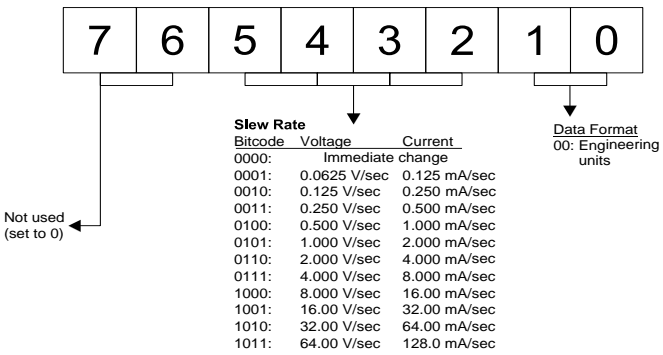 7 6 5 4 3 2 1 0
Slew Rate
Bitcode Voltage Current
0000: Immediate change
0001: 0.0625 V/sec 0.125 mA/sec
0010: 0.125 V/sec 0.250 mA/sec
0011: 0.250 V/sec 0.500 mA/sec
0100: 0.500 V/sec 1.000 mA/sec
0101: 1.000 V/sec 2.000 mA/sec
0110: 2.000 V/sec 4.000 mA/sec
0111: 4.000 V/sec 8.000 mA/sec
1000: 8.000 V/sec 16.00 mA/sec
1001: 16.00 V/sec 32.00 mA/sec
1010: 32.00 V/sec 64.00 mA/sec
1011: 64.00 V/sec 128.0 mA/sec
Data Format
00: Engineering
units
Not used
(set to 0)